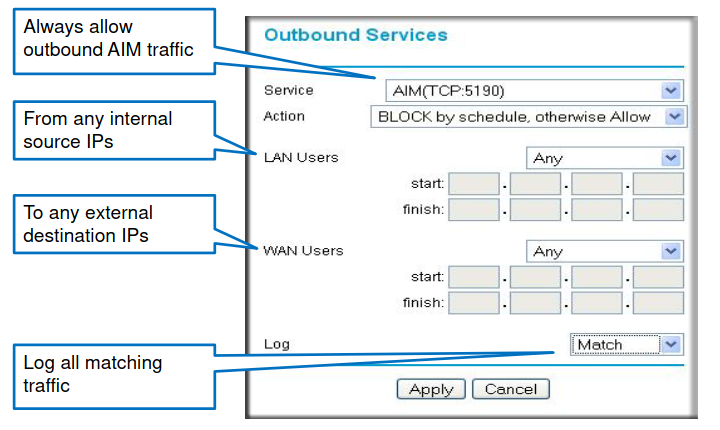 Always allow
outbound AIM traffic
Outbound Services
Service AIM(TCP:5190)
Action BLOCK by schedule, otherwise Allow
From any internal
source IPs
LAN Users Any
start: . . .
finish: . . .
To any external
destination IPs
WAN Users Any
start: . . .
finish: . . .
Log Match
Log all matching
traffic
Apply Cancel